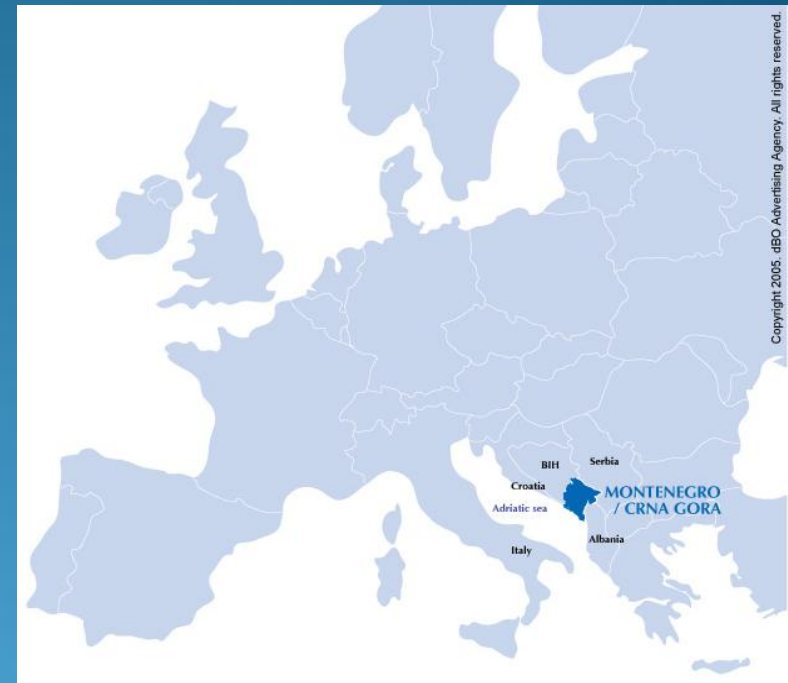 Copyright 2005. dBO Advertising Agency. All rights reserved.
BIH
Serbia
Croatia
MONTENEGRO
/ CRNA GORA
Adriatic sea
Albania
Italy